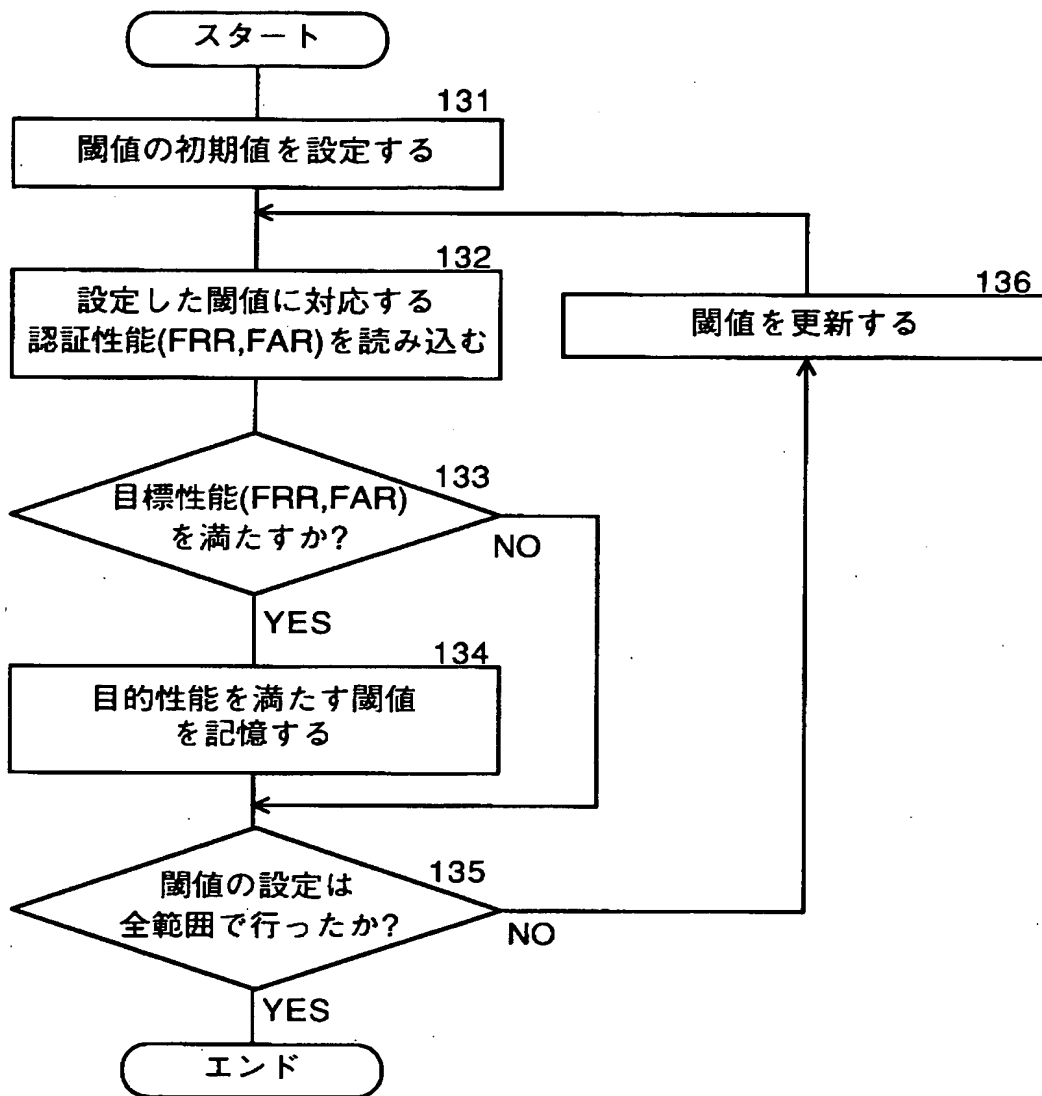 スタート
131
閾値の初期値を設定する
132
設定した閾値に対応する
認証性能(FRR,FAR)を読み込む
136
閾値を更新する
133
目標性能(FRR,FAR)
を満たすか?
NO
YES
134
目的性能を満たす閾値
を記憶する
135
閾値の設定は
全範囲で行ったか?
NO
YES
エンド